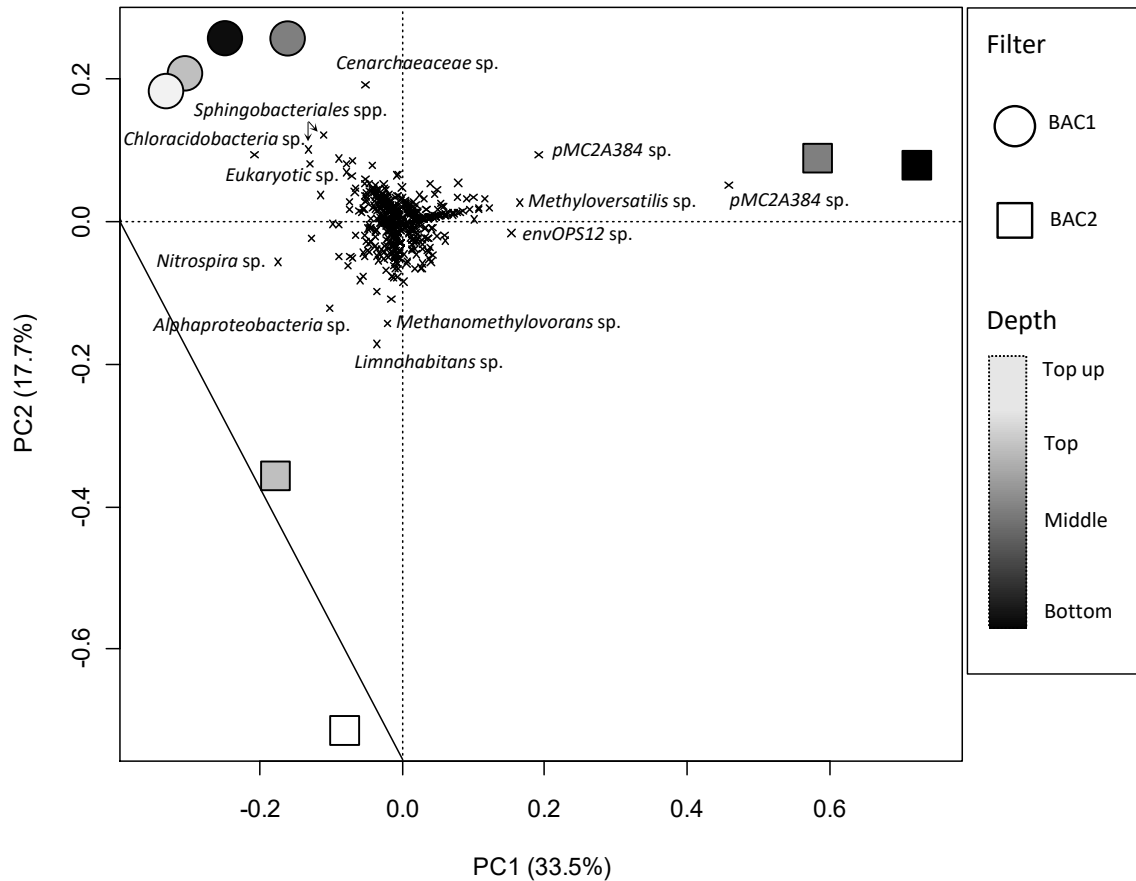 Cenarchaeaceae sp.
Sphingobacteriales spp.
Chloracidobacteria sp.
Eukaryotic sp.
pMC2A384 sp.
pMC2A384 sp.
Methyloversatilis sp.
envOPS12 sp.
Nitrospira sp.
Alphaproteobacteria sp.
Methanomethylovorans sp.
Limnohabitans sp.
0.2
0.0
-0.2
-0.4
-0.6
PC2 (17.7%)
-0.2
0.0
0.2
0.4
0.6
PC1 (33.5%)
Filter
BAC1
BAC2
Depth
Top up
Top
Middle
Bottom